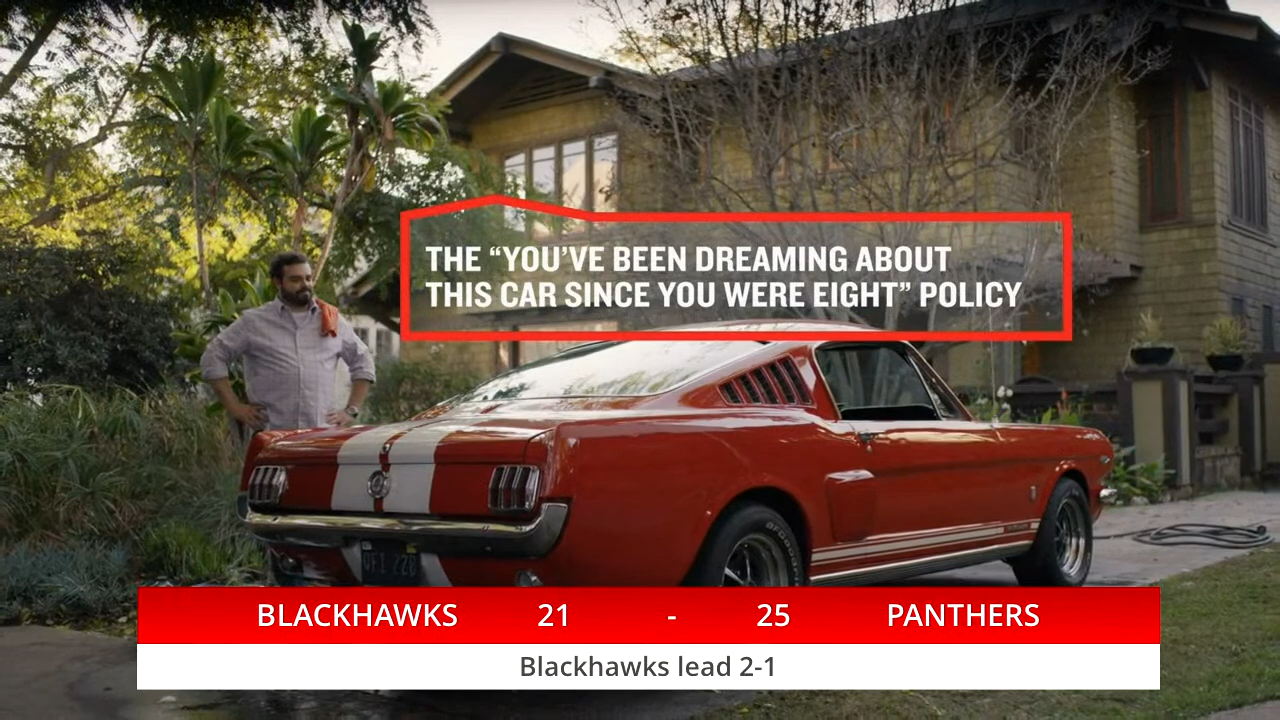 THE “YOU’VE BEEN DREAMING ABOUT
THIS CAR SINCE YOU WERE EIGHT” POLICY
BLACKHAWKS 21 - 25 PANTHERS
Blackhawks lead 2-1